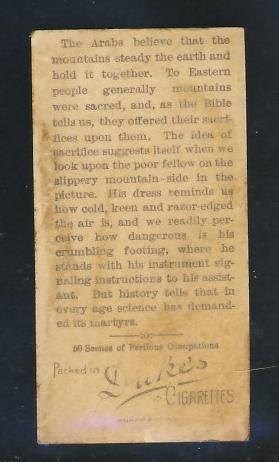 The Arabs believe that the
mountains steady the earth and
hold it together. To Eastern
people generally mountains
were sacred, and, as the Bible
tells us, they offered their sacri-
fices upon them. The idea of
sacrifice suggests itself when we
look upon the poor fellow on the
slippery mountain-side in the
picture. His dress reminds us
how cold, keen and razor-edged
the air is, and we readily per-
ceive how dangerous is his
crumbling footing, where he
stands with his instrument sig-
naling instructions to his assist-
ant. But history tells that in
every age science has demand-
ed its martyrs.
50 Scenes of Perilous Occupations
Packed in
Duke's
CIGARETTES